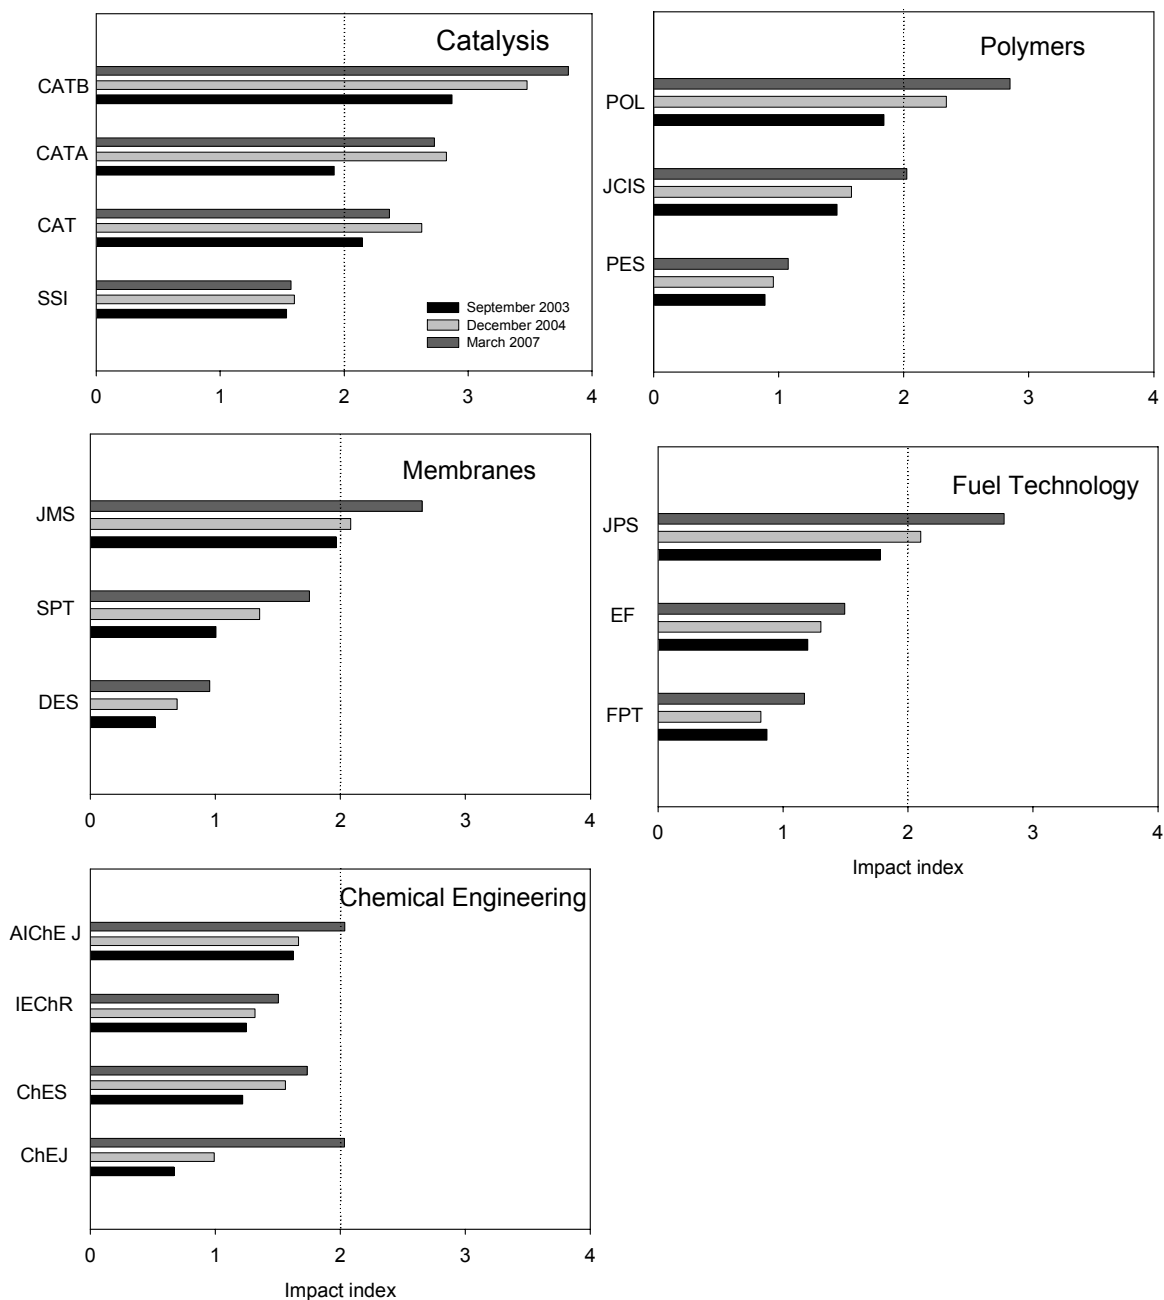 Catalysis
CATB
CATA
CAT
SSI
September 2003
December 2004
March 2007
0 1 2 3 4
Polymers
POL
JCIS
PES
0 1 2 3 4
Membranes
JMS
SPT
DES
0 1 2 3 4
Fuel Technology
JPS
EF
FPT
0 1 2 3 4
Impact index
Chemical Engineering
AIChE J
IEChR
ChES
ChEJ
0 1 2 3 4
Impact index